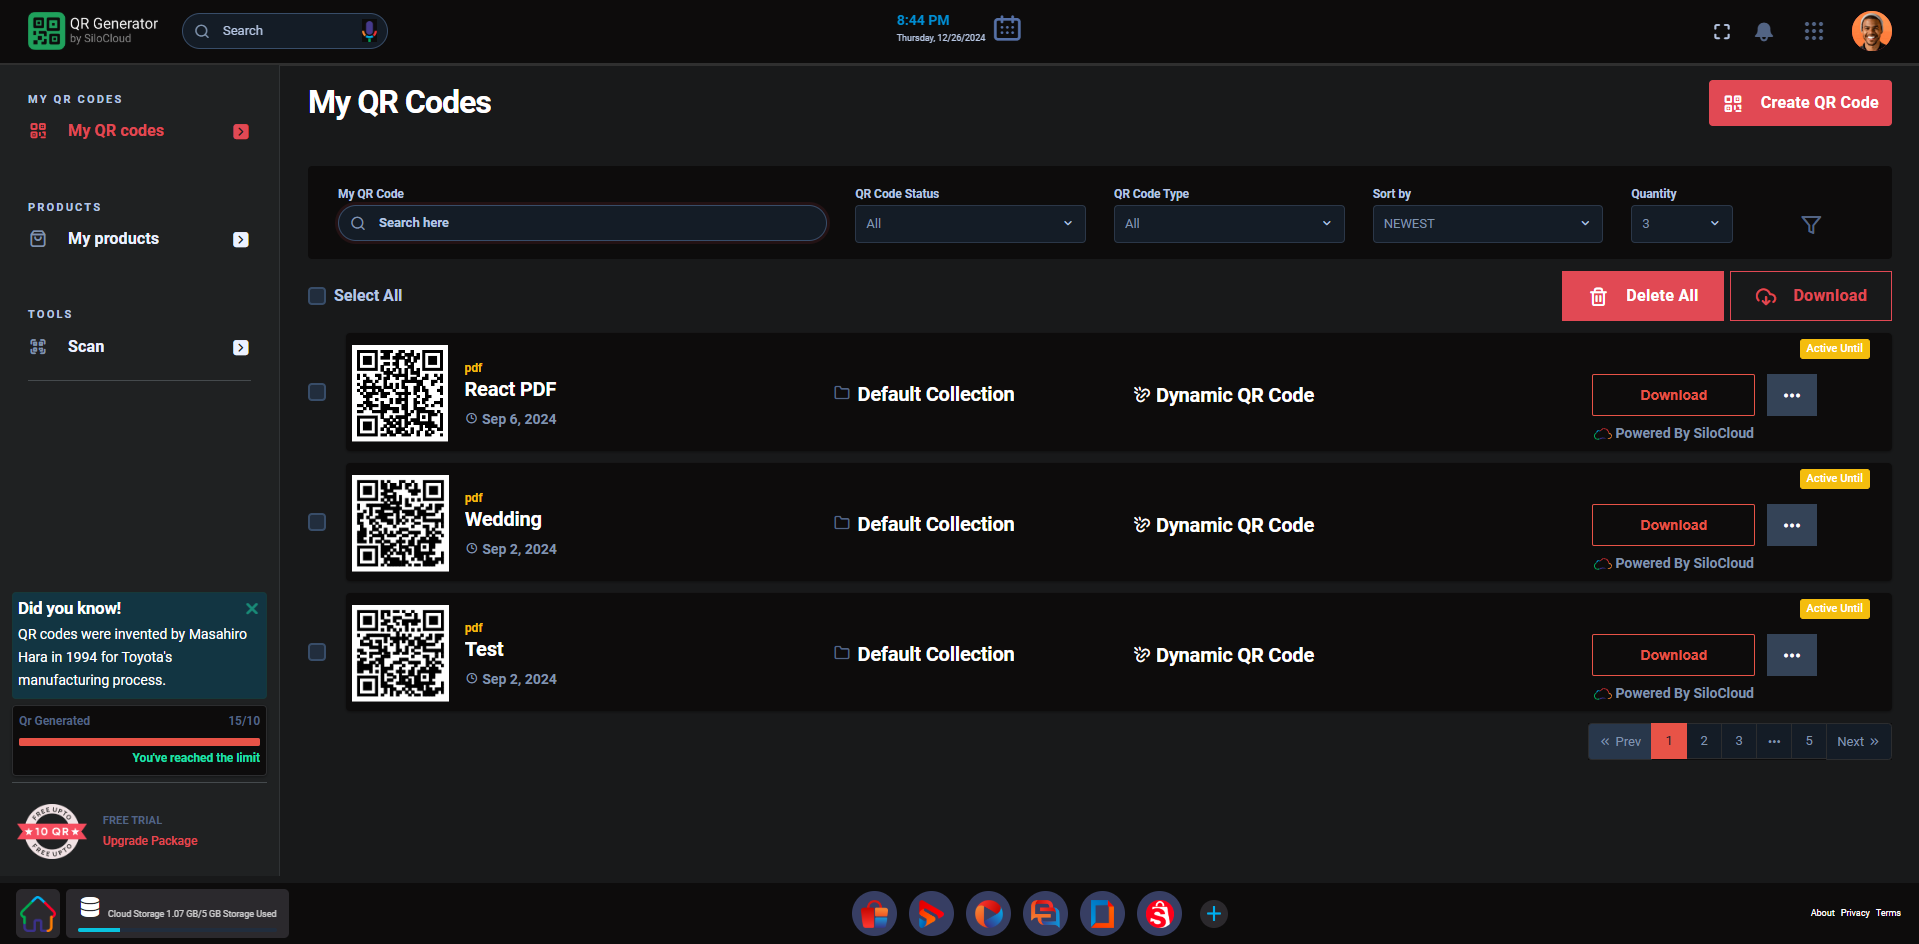 QR Generator
by SiloCloud
Search
8:44 PM
Thursday, 12/26/2024
MY QR CODES
My QR codes
PRODUCTS
My products
TOOLS
Scan
Did you know!
QR codes were invented by Masahiro
Hara in 1994 for Toyota's
manufacturing process.
Qr Generated 15/10
You've reached the limit
FREE UPTO
10 QR
FREE UPTO
FREE TRIAL
Upgrade Package
My QR Codes
Create QR Code
My QR Code
Search here
QR Code Status
All
QR Code Type
All
Sort by
NEWEST
Quantity
3
Select All
Delete All
Download
Active Until
pdf
React PDF
Sep 6, 2024
Default Collection
Dynamic QR Code
Download
•••
Powered By SiloCloud
Active Until
pdf
Wedding
Sep 2, 2024
Default Collection
Dynamic QR Code
Download
•••
Powered By SiloCloud
Active Until
pdf
Test
Sep 2, 2024
Default Collection
Dynamic QR Code
Download
•••
Powered By SiloCloud
« Prev 1 2 3 ••• 5 Next »
Cloud Storage 1.07 GB/5 GB Storage Used
About Privacy Terms